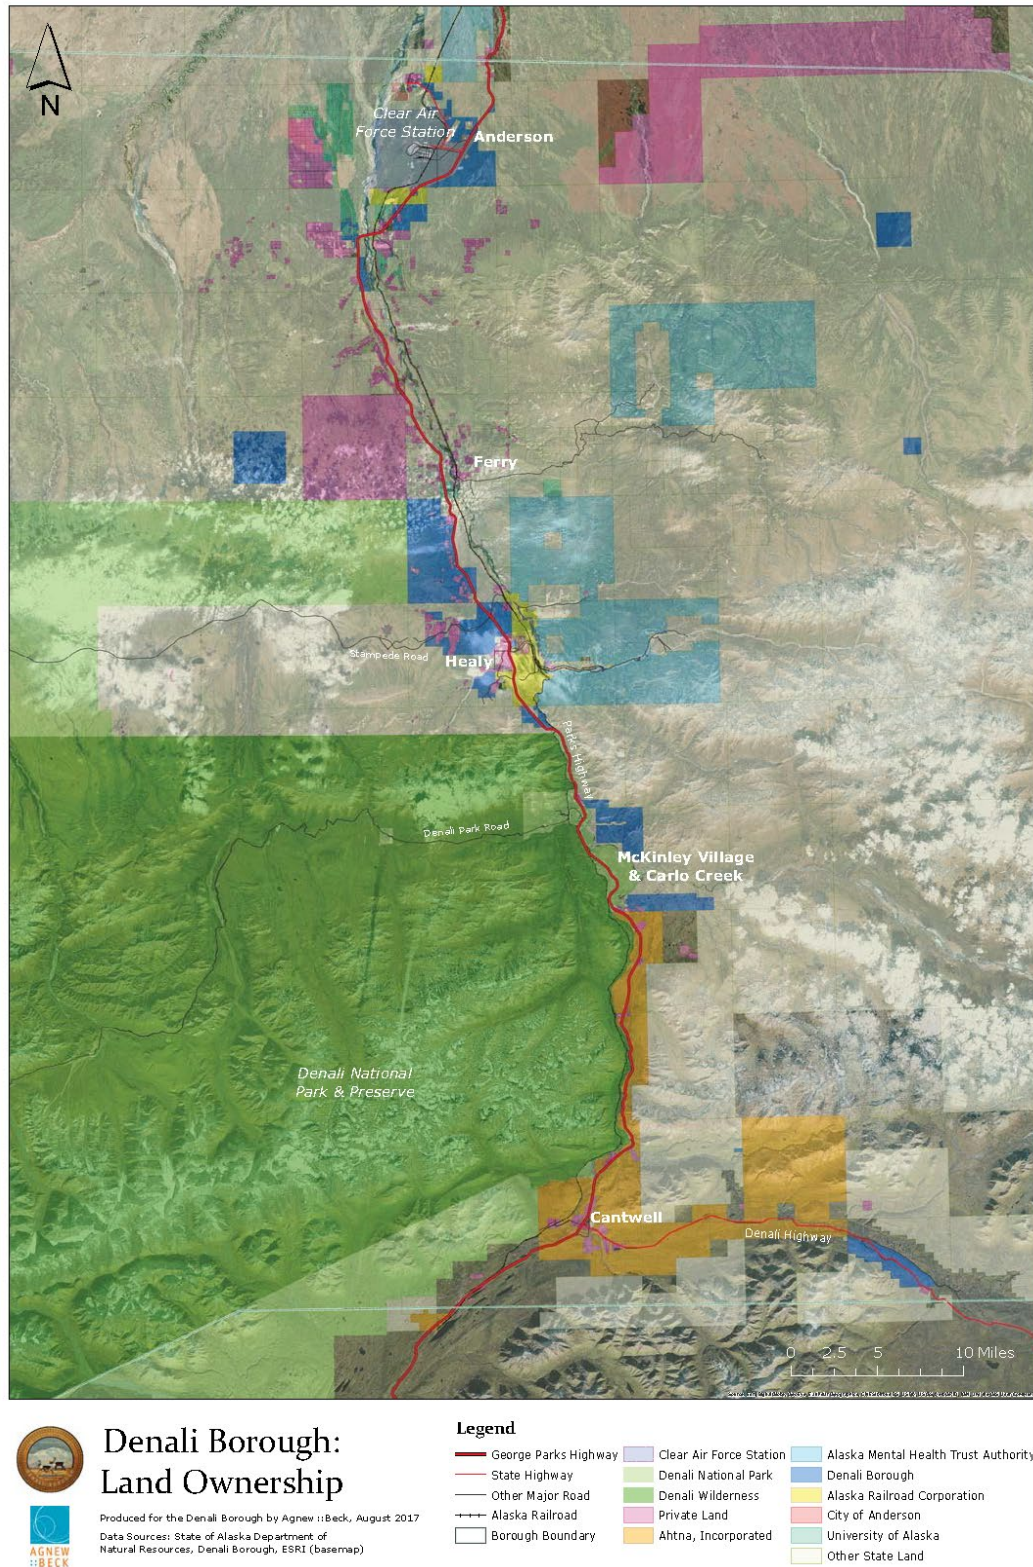 N
Clear Air
Force Station
Anderson
Ferry
Stampede Road
Healy
Parks Highway
Denali Park Road
McKinley Village
& Carlo Creek
Denali National
Park & Preserve
Cantwell
Denali Highway
0 2.5 5 10 Miles
Denali Borough:
Land Ownership
Produced for the Denali Borough by Agnew ::Beck, August 2017
Data Sources: State of Alaska Department of
Natural Resources, Denali Borough, ESRI (basemap)
AGNEW
::BECK
Legend
George Parks Highway
State Highway
Other Major Road
Alaska Railroad
Borough Boundary
Clear Air Force Station
Denali National Park
Denali Wilderness
Private Land
Ahtna, Incorporated
Alaska Mental Health Trust Authority
Denali Borough
Alaska Railroad Corporation
City of Anderson
University of Alaska
Other State Land